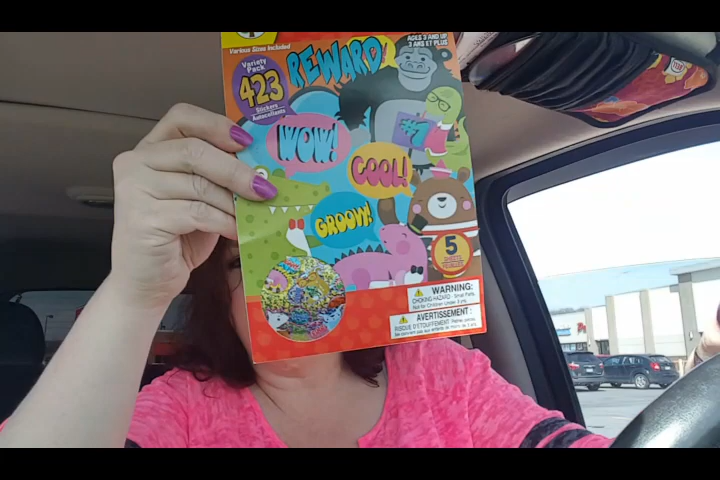 Various Sizes Included
AGES 3 AND UP
3 ANS ET PLUS
REWARD
Variety
Pack
423
Stickers
Autocollants
WOW!
#1
COOL!
GROOVY!
5
WARNING:
CHOKING HAZARD - Small Parts.
Not for Children under 3 yrs.
AVERTISSEMENT :
RISQUE D'ÉTOUFFEMENT